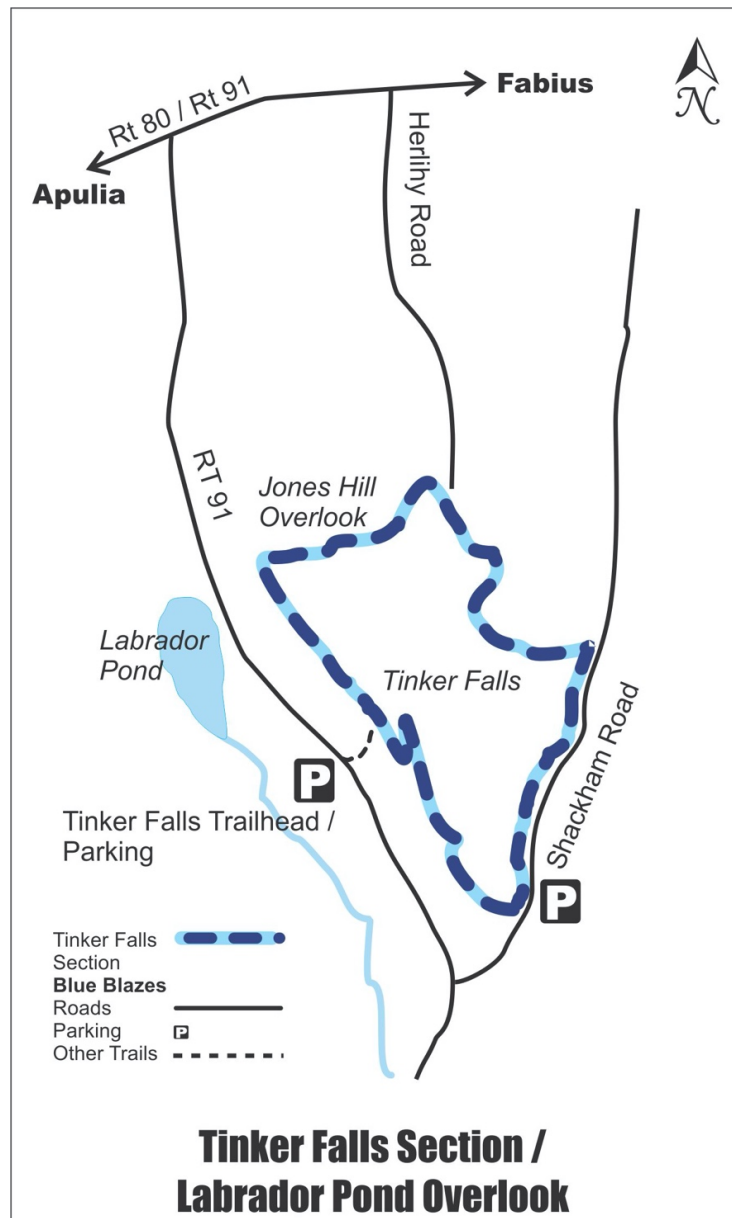 Rt 80 / Rt 91
Fabius
N
Apulia
Herlihy Road
RT 91
Jones Hill
Overlook
Labrador
Pond
Tinker Falls
Shackham Road
P
Tinker Falls Trailhead /
Parking
P
Tinker Falls
Section
Blue Blazes
Roads
Parking
P
Other Trails
Tinker Falls Section /
Labrador Pond Overlook